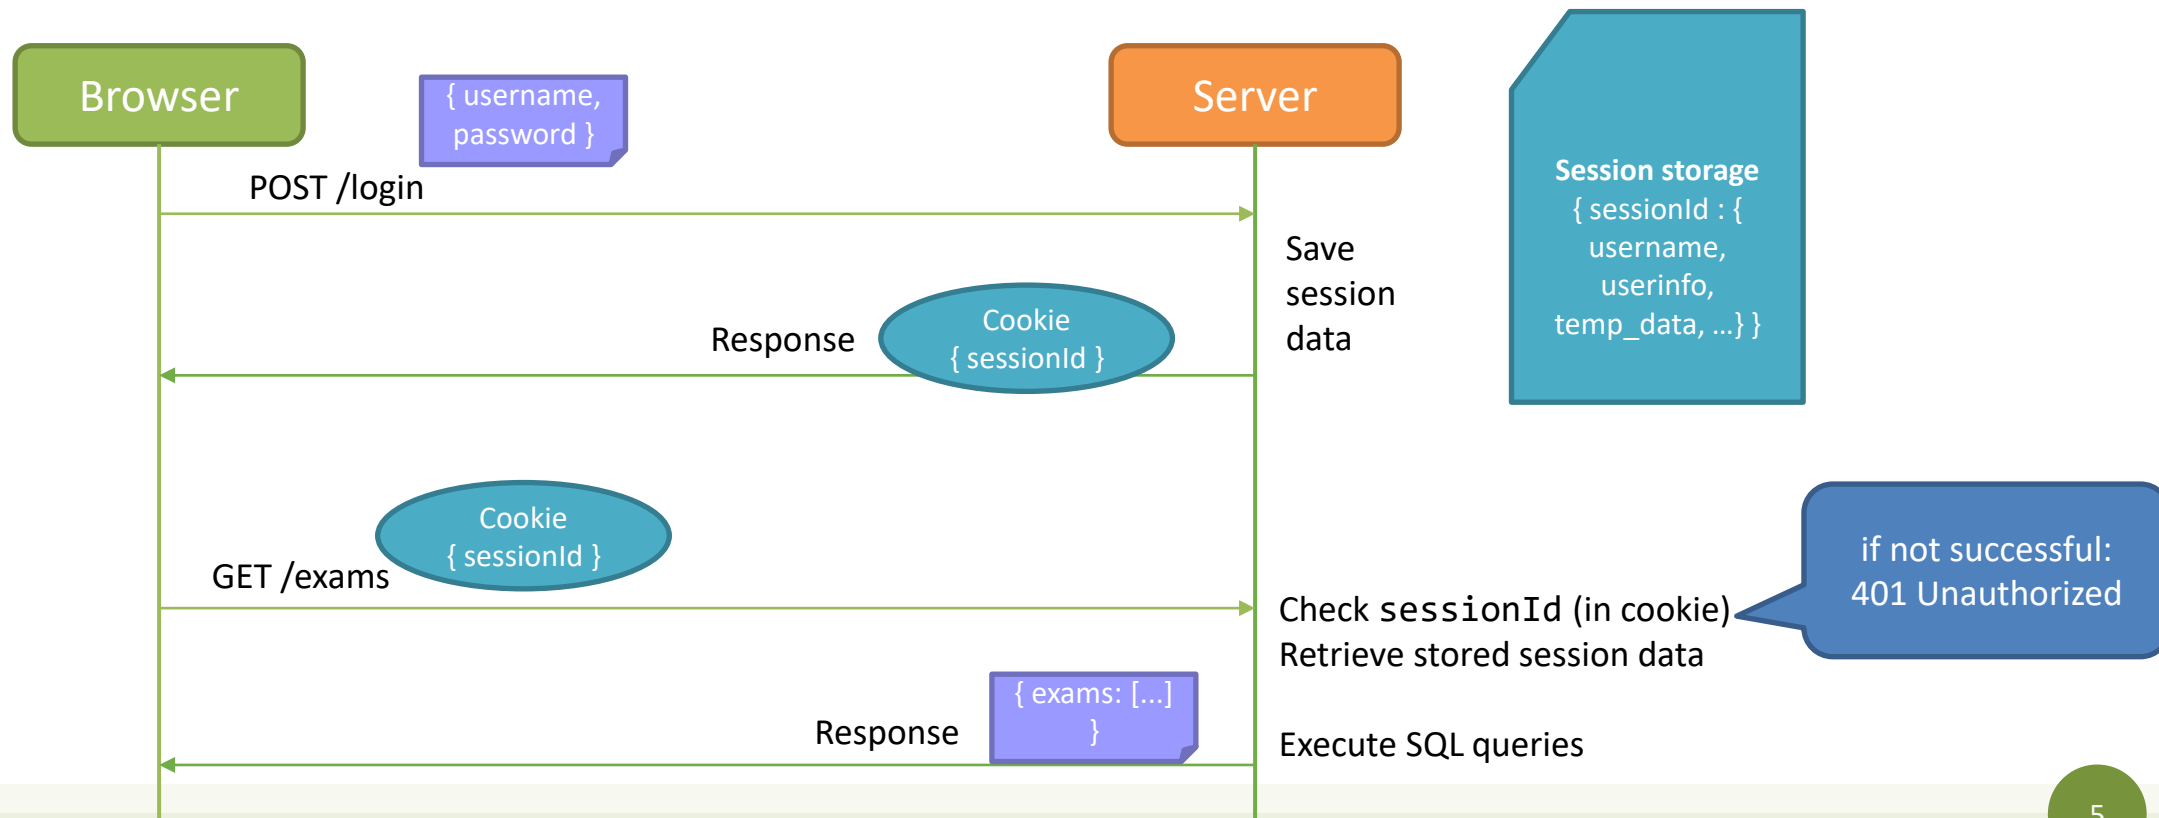 Browser
{ username,
password }
Server
POST /login
Session storage
{ sessionId : {
username,
userinfo,
temp_data, ...} }
Save
session
data
Response
Cookie
{ sessionId }
Cookie
{ sessionId }
GET /exams
if not successful:
401 Unauthorized
Check sessionId (in cookie)
Retrieve stored session data
{ exams: [...]
}
Response
Execute SQL queries
5